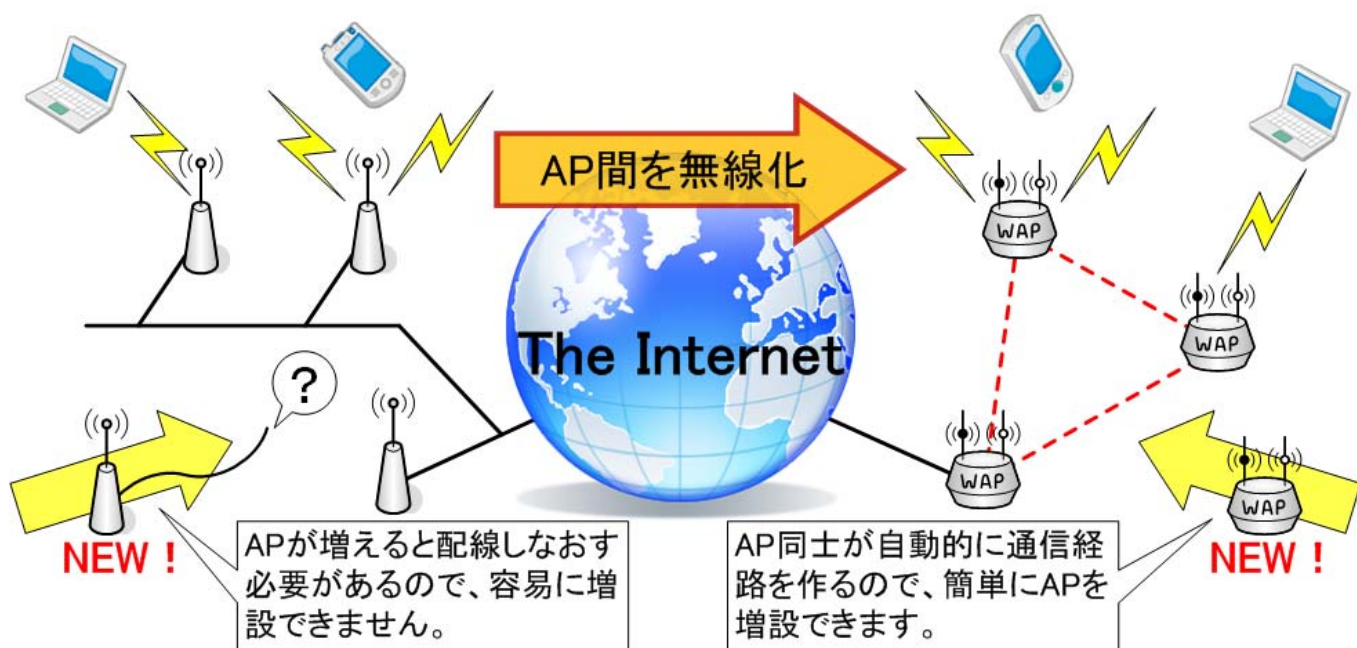 AP間を無線化
WAP
WAP
The Internet
?
WAP
WAP
NEW！
APが増えると配線しなおす
必要があるので、容易に増
設できません。
AP同士が自動的に通信経
路を作るので、簡単にAPを
増設できます。
NEW！